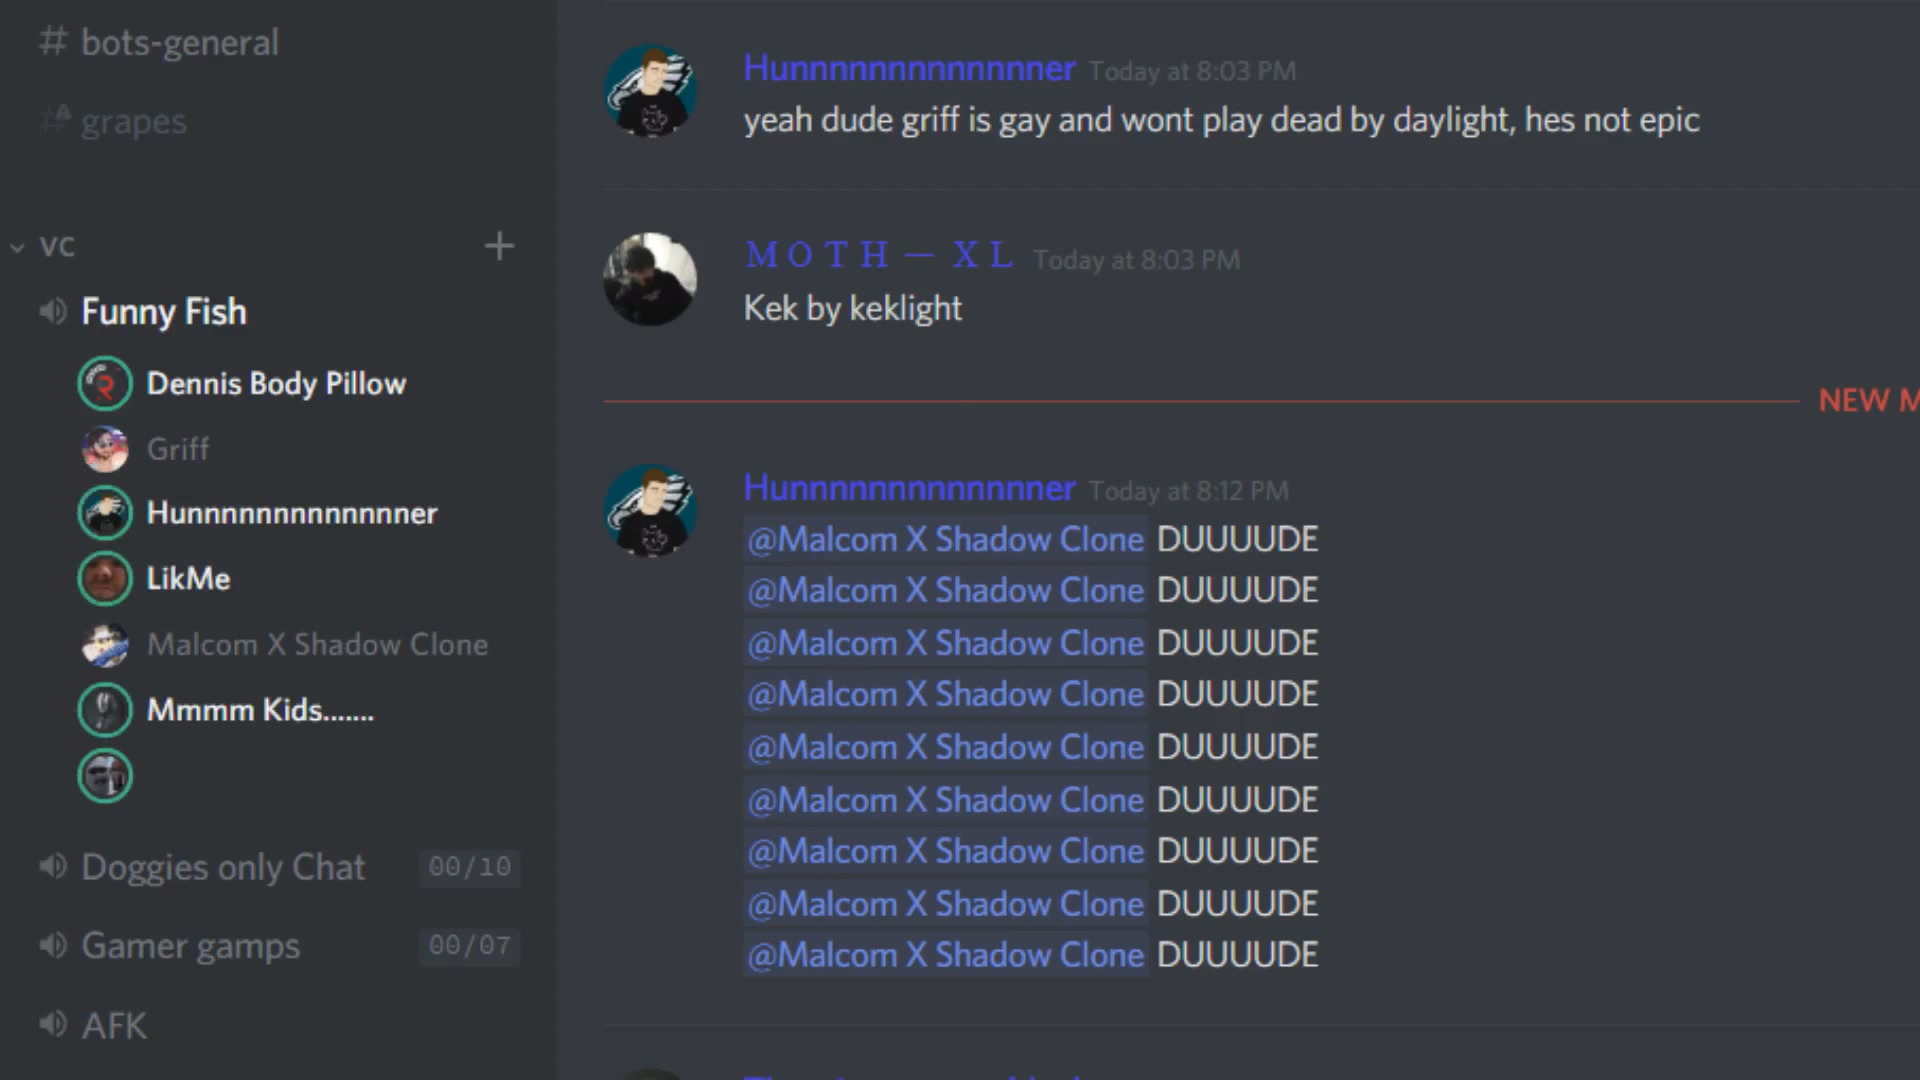 # bots-general
# grapes
VC
Funny Fish
Dennis Body Pillow
Griff
Hunnnnnnnnnnnnner
LikMe
Malcom X Shadow Clone
Mmmm Kids.......
Doggies only Chat 00/10
Gamer gamps 00/07
AFK
Hunnnnnnnnnnnnner Today at 8:03 PM
yeah dude griff is gay and wont play dead by daylight, hes not epic
M O T H — X L Today at 8:03 PM
Kek by keklight
NEW M
Hunnnnnnnnnnnnner Today at 8:12 PM
@Malcom X Shadow Clone DUUUUDE
@Malcom X Shadow Clone DUUUUDE
@Malcom X Shadow Clone DUUUUDE
@Malcom X Shadow Clone DUUUUDE
@Malcom X Shadow Clone DUUUUDE
@Malcom X Shadow Clone DUUUUDE
@Malcom X Shadow Clone DUUUUDE
@Malcom X Shadow Clone DUUUUDE
@Malcom X Shadow Clone DUUUUDE